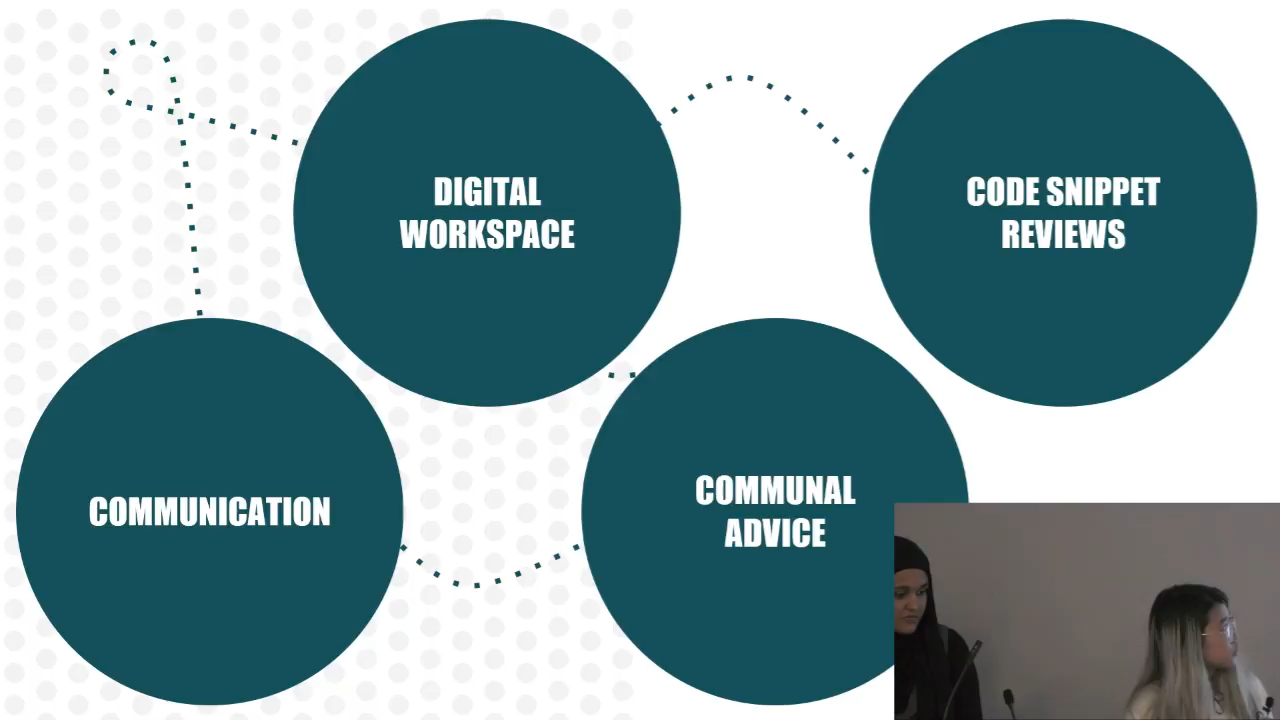 DIGITAL
WORKSPACE
CODE SNIPPET
REVIEWS
COMMUNICATION
COMMUNAL
ADVICE